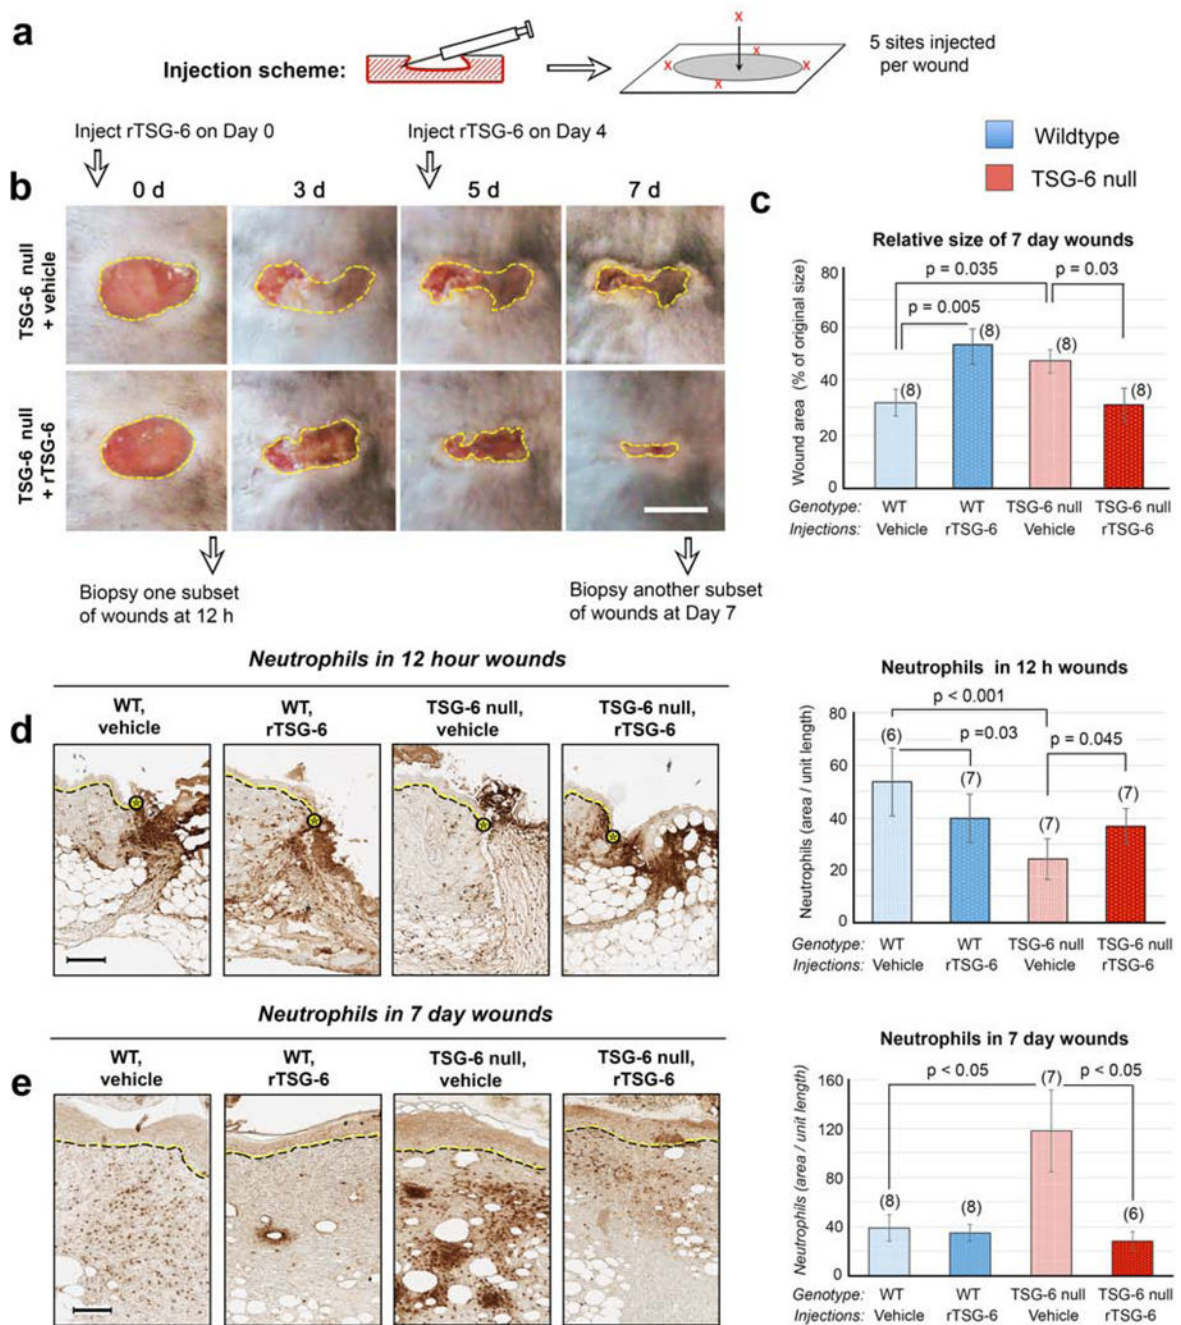 a
Injection scheme:
X
X
X
X
X
5 sites injected
per wound
Inject rTSG-6 on Day 0
Inject rTSG-6 on Day 4
Wildtype
TSG-6 null
b
0 d
3 d
5 d
7 d
TSG-6 null
+ vehicle
TSG-6 null
+ rTSG-6
Biopsy one subset
of wounds at 12 h
Biopsy another subset
of wounds at Day 7
c
Relative size of 7 day wounds
Wound area (% of original size)
80
60
40
20
0
p = 0.035
p = 0.03
p = 0.005
(8)
(8)
(8)
(8)
Genotype: WT WT TSG-6 null TSG-6 null
Injections: Vehicle rTSG-6 Vehicle rTSG-6
Neutrophils in 12 hour wounds
d
WT,
vehicle
WT,
rTSG-6
TSG-6 null,
vehicle
TSG-6 null,
rTSG-6
Neutrophils in 12 h wounds
Neutrophils (area / unit length)
80
60
40
20
0
p < 0.001
p =0.03
p = 0.045
(6)
(7)
(7)
(7)
Genotype: WT WT TSG-6 null TSG-6 null
Injections: Vehicle rTSG-6 Vehicle rTSG-6
Neutrophils in 7 day wounds
e
WT,
vehicle
WT,
rTSG-6
TSG-6 null,
vehicle
TSG-6 null,
rTSG-6
Neutrophils in 7 day wounds
Neutrophils (area / unit length)
160
120
80
40
0
p < 0.05
p < 0.05
(8)
(8)
(7)
(6)
Genotype: WT WT TSG-6 null TSG-6 null
Injections: Vehicle rTSG-6 Vehicle rTSG-6